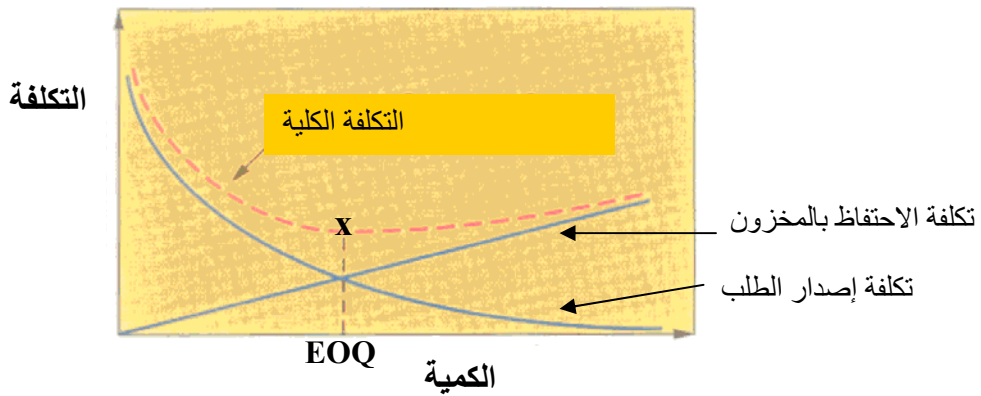 التكلفة
التكلفة الكلية
x
تكلفة الاحتفاظ بالمخزون
تكلفة إصدار الطلب
EOQ
الكمية